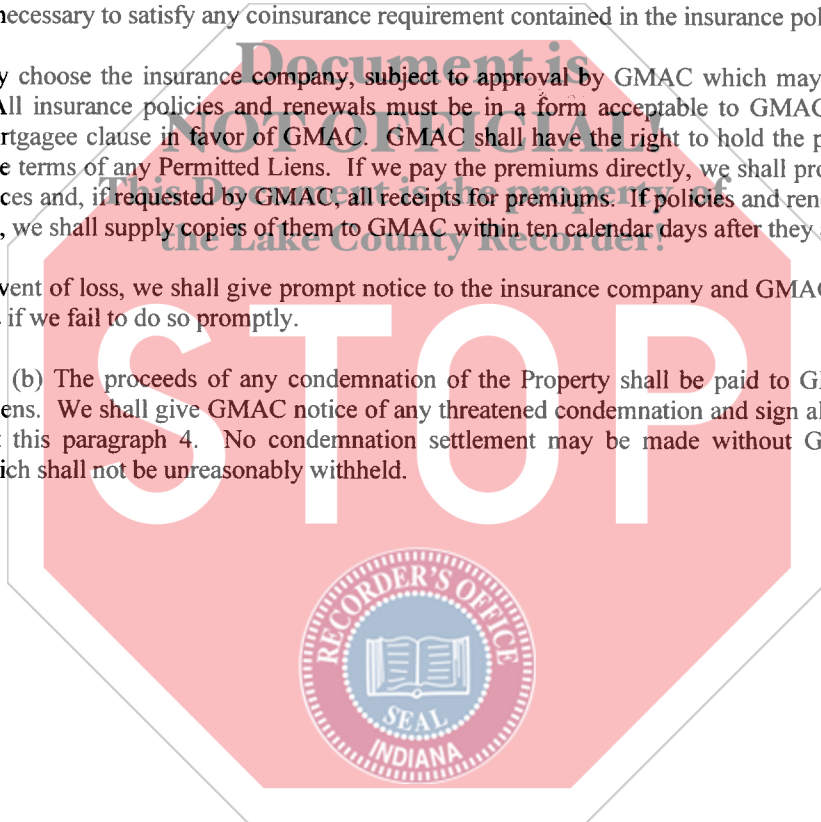 necessary to satisfy any coinsurance requirement contained in the insurance pol
Document is
y choose the insurance company, subject to approval by GMAC which may
All insurance policies and renewals must be in a form acceptable to GMAC
NOT OFFICIAL!
rtgagee clause in favor of GMAC. GMAC shall have the right to hold the p
e terms of any Permitted Liens. If we pay the premiums directly, we shall pro
This Document is the property of
ces and, if requested by GMAC, all receipts for premiums. If policies and ren
, we shall supply copies of them to GMAC within ten calendar days after they
the Lake County Recorder!
vent of loss, we shall give prompt notice to the insurance company and GMAC
if we fail to do so promptly.
STOP
(b) The proceeds of any condemnation of the Property shall be paid to G
ens. We shall give GMAC notice of any threatened condemnation and sign al
t this paragraph 4. No condemnation settlement may be made without G
ich shall not be unreasonably withheld.
RECORDER'S OFFICE
SEAL
INDIANA